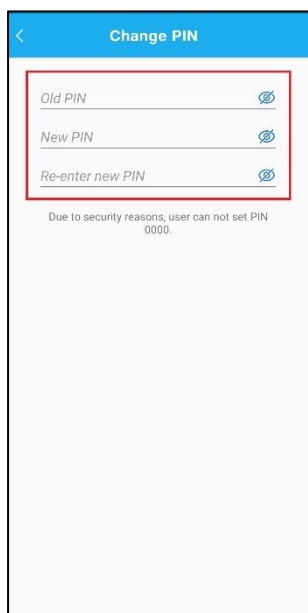 Change PIN
Old PIN
New PIN
Re-enter new PIN
Due to security reasons, user can not set PIN
0000.